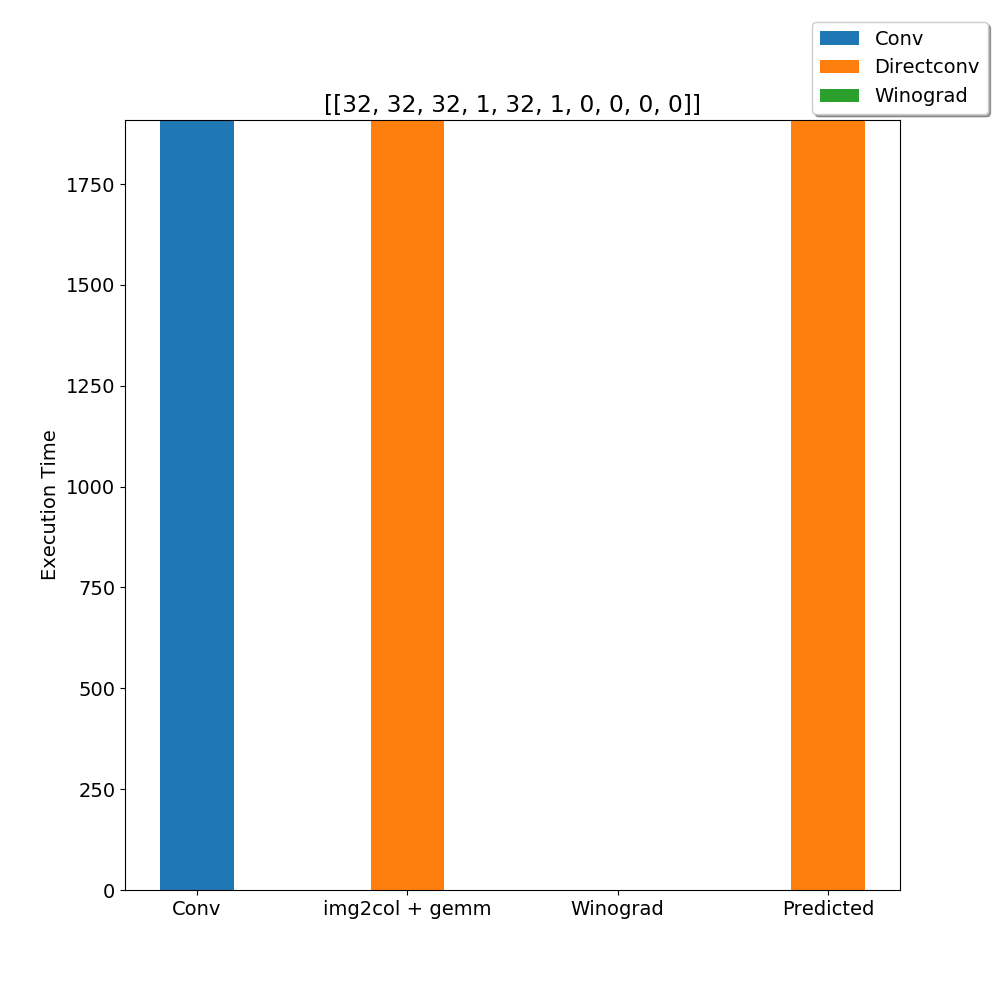 Conv
Directconv
Winograd
[[32, 32, 32, 1, 32, 1, 0, 0, 0, 0]]
1750
1500
1250
1000
750
500
250
0
Execution Time
Conv
img2col + gemm
Winograd
Predicted